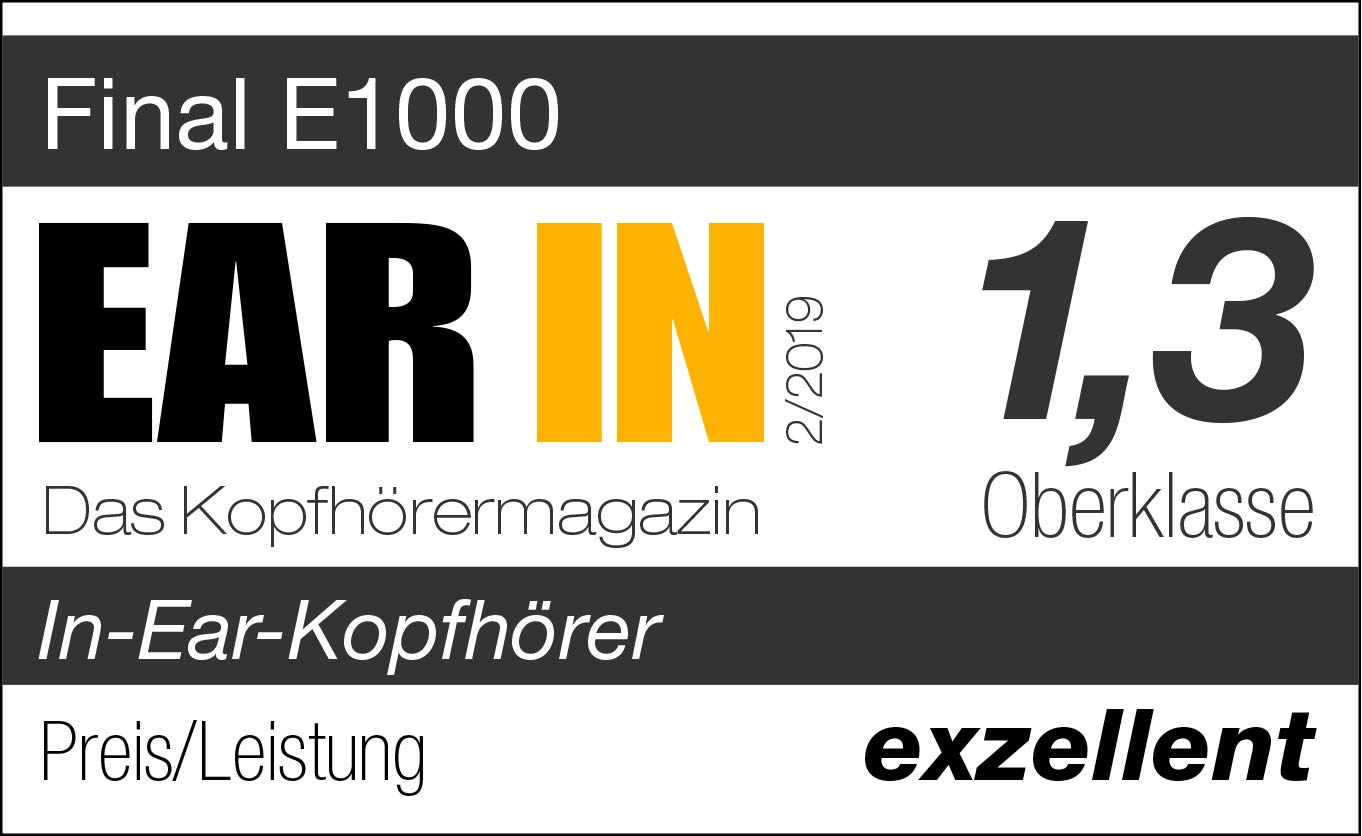 Final E1000
EAR IN
2/2019
1,3
Das Kopfhörermagazin
Oberklasse
In-Ear-Kopfhörer
Preis/Leistung
exzellent